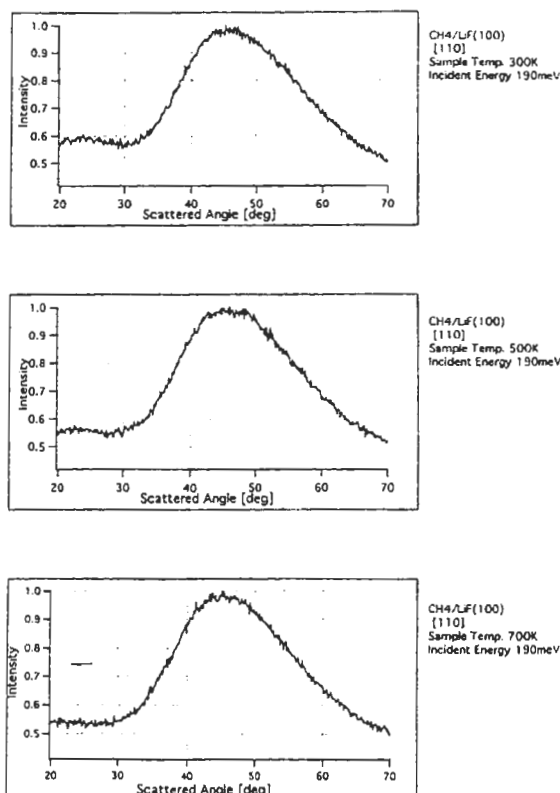 1.0
0.9
0.8
0.7
0.6
0.5
Intensity
20 30 40 50 60 70
Scattered Angle [deg]
CH4/LiF(100)
[110]
Sample Temp. 300K
Incident Energy 190meV
1.0
0.9
0.8
0.7
0.6
0.5
Intensity
20 30 40 50 60 70
Scattered Angle [deg]
CH4/LiF(100)
[110]
Sample Temp. 500K
Incident Energy 190meV
1.0
0.9
0.8
0.7
0.6
0.5
Intensity
20 30 40 50 60 70
Scattered Angle [deg]
CH4/LiF(100)
[110]
Sample Temp. 700K
Incident Energy 190meV